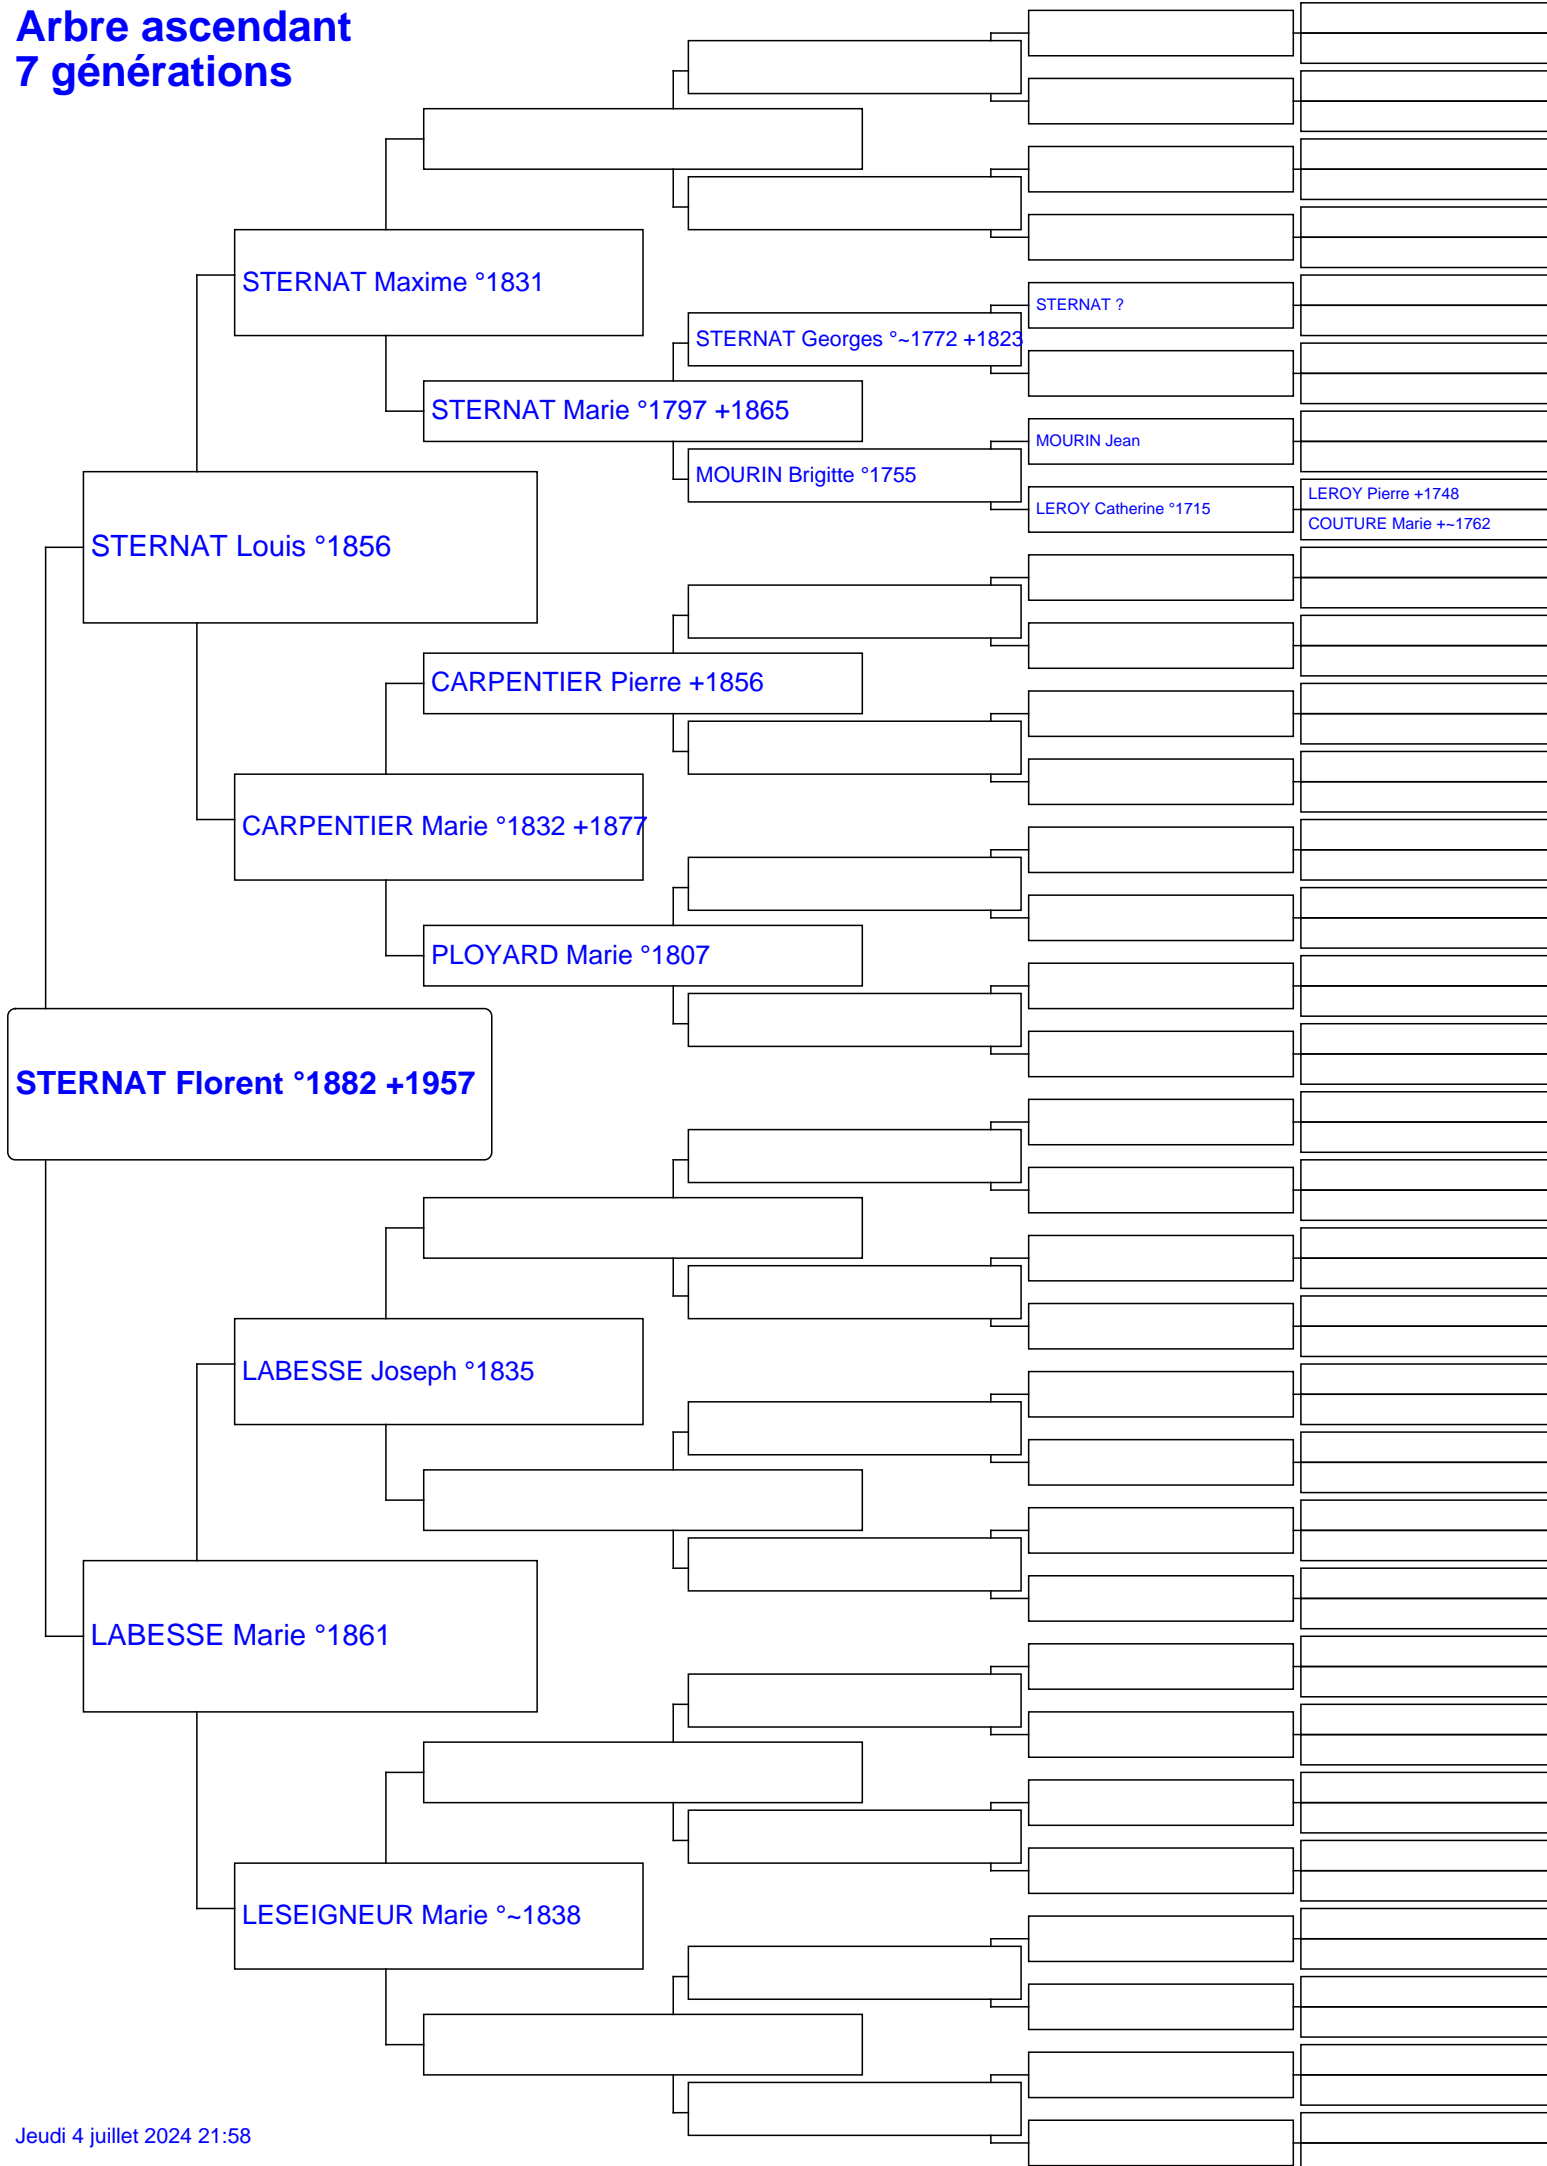 Arbre ascendant
7 générations
STERNAT Maxime °1831
STERNAT ?
STERNAT Georges °~1772 +1823
STERNAT Marie °1797 +1865
MOURIN Jean
MOURIN Brigitte °1755
LEROY Pierre +1748
LEROY Catherine °1715
COUTURE Marie +~1762
STERNAT Louis °1856
CARPENTIER Pierre +1856
CARPENTIER Marie °1832 +1877
PLOYARD Marie °1807
STERNAT Florent °1882 +1957
LABESSE Joseph °1835
LABESSE Marie °1861
LESEIGNEUR Marie °~1838
Jeudi 4 juillet 2024 21:58